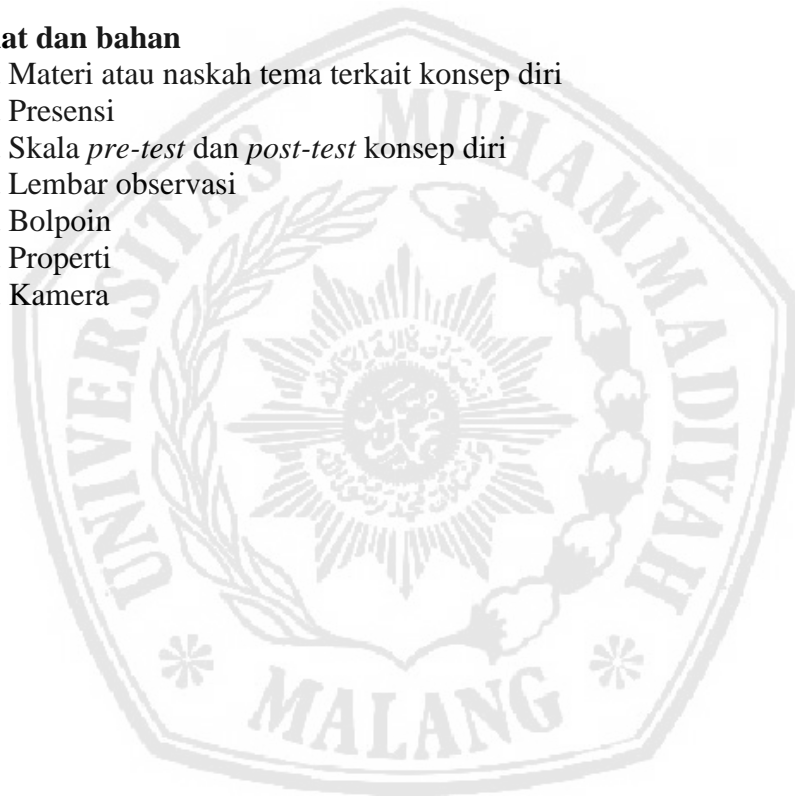 at dan bahan
Materi atau naskah tema terkait konsep diri
Presensi
Skala pre-test dan post-test konsep diri
Lembar observasi
Bolpoin
Properti
Kamera
UNIVERSITAS MUHAMMADIYAH
MALANG